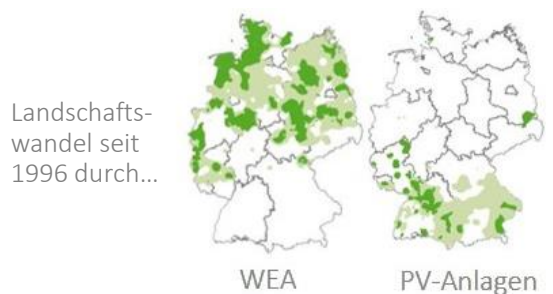 Landschafts-
wandel seit
1996 durch...
WEA
PV-Anlagen